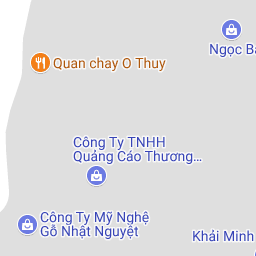 Ngọc Bả
Quan chay O Thuy
Công Ty TNHH
Quảng Cáo Thương...
Công Ty Mỹ Nghệ
Gỗ Nhật Nguyệt
Khải Minh